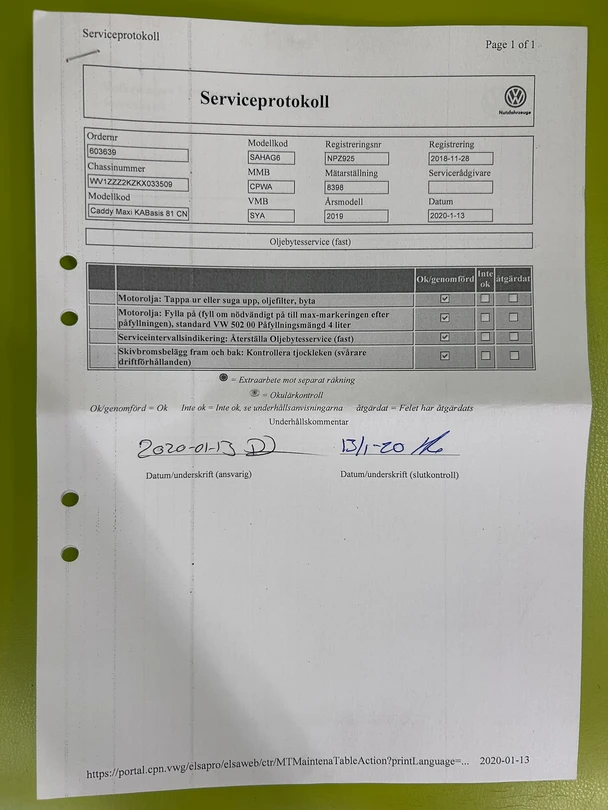 Serviceprotokoll
Page 1 of 1
Serviceprotokoll
Nutzfahrzeuge
Ordernr
603639
Modellkod
SAHAG6
Registreringsnr
NPZ925
Registrering
2018-11-28
Chassinummer
WV1ZZZ2KZKX033509
MMB
CPWA
Mätarställning
8398
Servicerådgivare
Modellkod
Caddy Maxi KABasis 81 CN
VMB
SYA
Årsmodell
2019
Datum
2020-1-13
Oljebytesservice (fast)
Ok/genomförd Inte ok åtgärdat
Motorolja: Tappa ur eller suga upp, oljefilter, byta
Motorolja: Fylla på (fyll om nödvändigt på till max-markeringen efter
påfyllningen), standard VW 502 00 Påfyllningsmängd 4 liter
Serviceintervallsindikering: Återställa Oljebytesservice (fast)
Skivbromsbelägg fram och bak: Kontrollera tjockleken (svårare
driftförhållanden)
= Extraarbete mot separat räkning
= Okulärkontroll
Ok/genomförd = Ok Inte ok = Inte ok, se underhållsanvisningarna åtgärdat = Felet har åtgärdats
Underhållskommentar
2020-01-13
13/1-20
Datum/underskrift (ansvarig)
Datum/underskrift (slutkontroll)
https://portal.cpn.vwg/elsapro/elsaweb/ctr/MTMaintenaTableAction?printLanguage=... 2020-01-13